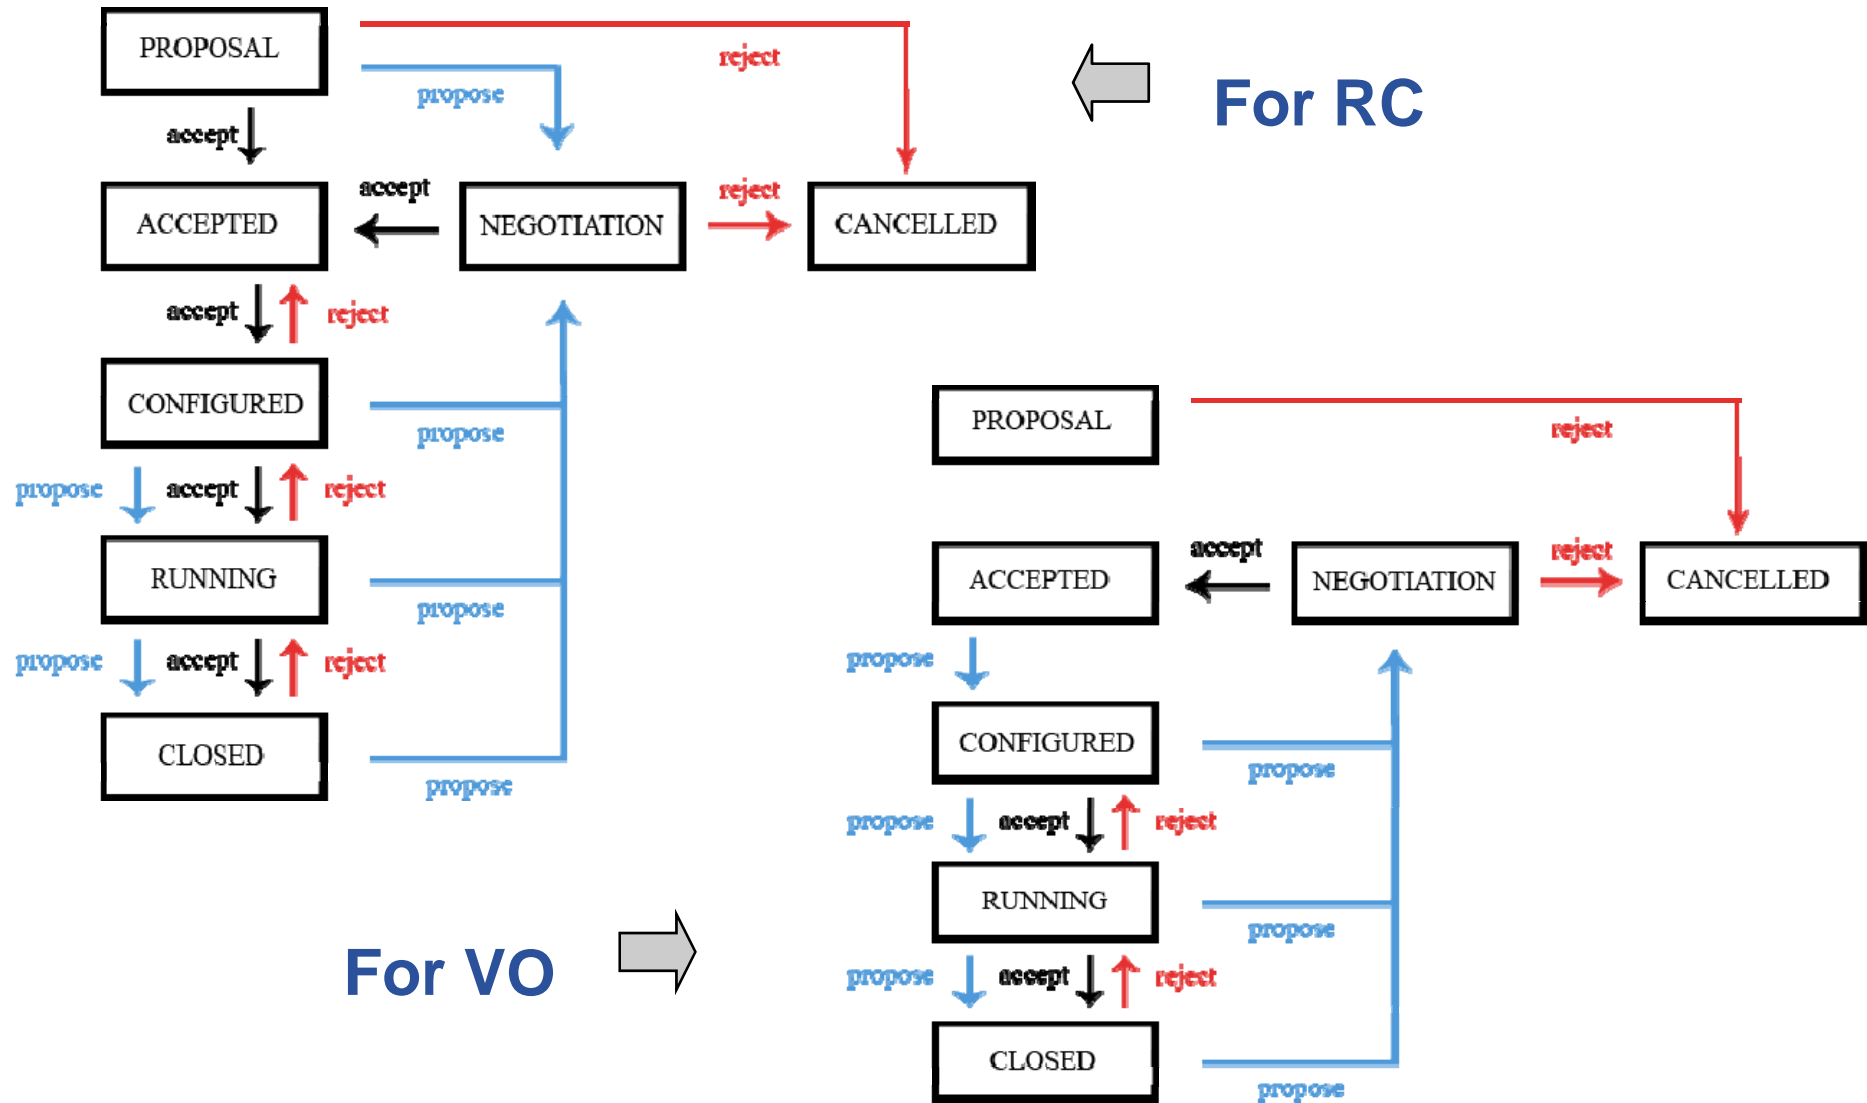 PROPOSAL
reject
propose
For RC
accept
accept
reject
ACCEPTED
NEGOTIATION
CANCELLED
accept
reject
CONFIGURED
propose
propose
accept
reject
RUNNING
propose
propose
accept
reject
CLOSED
propose
For VO
PROPOSAL
reject
accept
reject
ACCEPTED
NEGOTIATION
CANCELLED
propose
CONFIGURED
propose
propose
accept
reject
RUNNING
propose
propose
accept
reject
CLOSED
propose